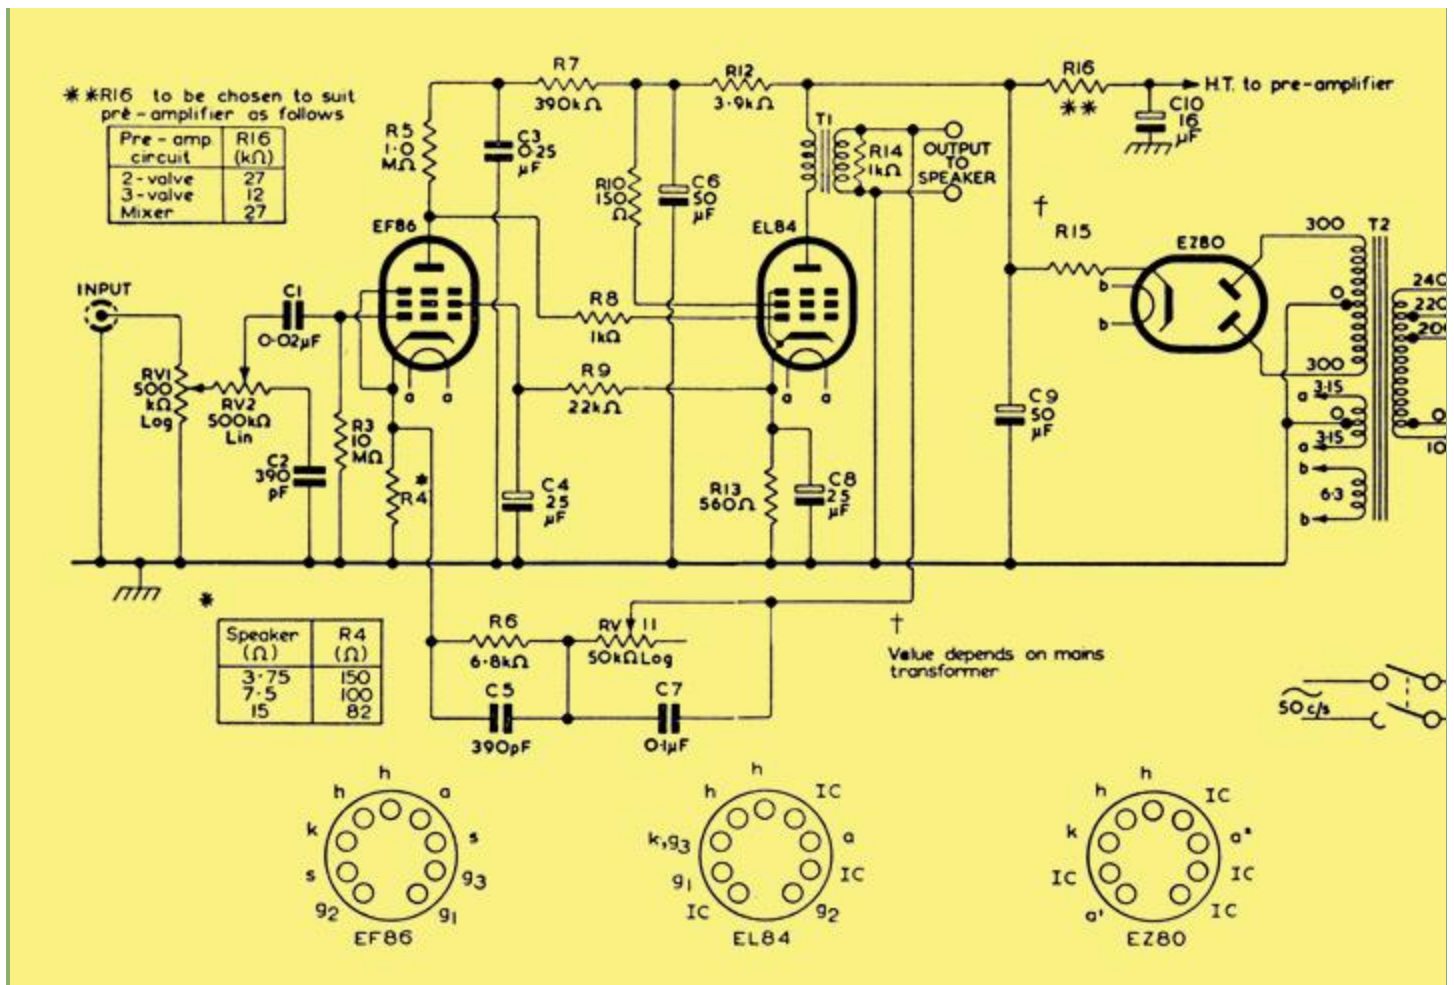 **R16 to be chosen to suit
pre-amplifier as follows
Pre-amp circuit R16 (kΩ)
2-valve 27
3-valve 12
Mixer 27
R7
390kΩ
R12
3·9kΩ
R16
**
H.T. to pre-amplifier
C10
16
μF
R5
1·0
MΩ
C3
0·25
μF
R10
150
Ω
C6
50
μF
T1
R14
1kΩ
OUTPUT
TO
SPEAKER
†
R15
EF86
EL84
EZ80
300
T2
INPUT
C1
0·02μF
R8
1kΩ
b
b
0
240
220
200
RV1
500
kΩ
Log
RV2
500kΩ
Lin
a
a
R9
22kΩ
a
a
C9
50
μF
300
3·15
a
0
0
3·15
a
10
b
6·3
b
R3
10
MΩ
C2
390
pF
*
R4
C4
25
μF
R13
560Ω
C8
25
μF
*
Speaker (Ω) R4 (Ω)
3·75 150
7·5 100
15 82
R6
6·8kΩ
RV 11
50kΩ Log
†
Value depends on mains
transformer
C5
390pF
C7
0·1μF
50 c/s
h
h
a
k
s
s
g3
g2
g1
EF86
h
h
IC
k,g3
a
g1
IC
IC
g2
EL84
h
h
IC
k
a"
IC
IC
a'
IC
EZ80